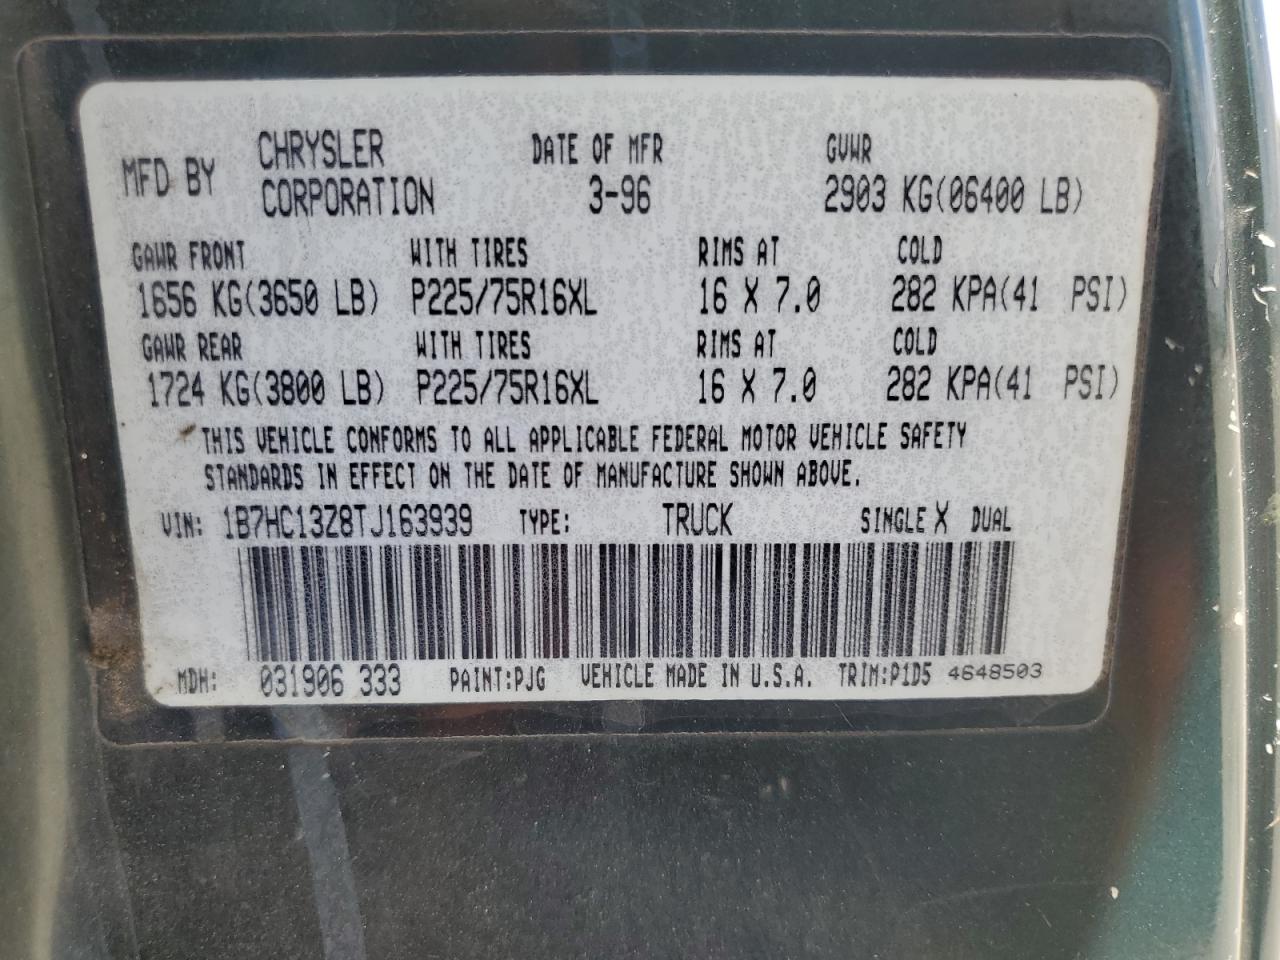 MFD BY CHRYSLER CORPORATION DATE OF MFR 3-96 GVWR 2903 KG(06400 LB)
GAWR FRONT WITH TIRES RIMS AT COLD
1656 KG(3650 LB) P225/75R16XL 16 X 7.0 282 KPA(41 PSI)
GAWR REAR WITH TIRES RIMS AT COLD
1724 KG(3800 LB) P225/75R16XL 16 X 7.0 282 KPA(41 PSI)
THIS VEHICLE CONFORMS TO ALL APPLICABLE FEDERAL MOTOR VEHICLE SAFETY
STANDARDS IN EFFECT ON THE DATE OF MANUFACTURE SHOWN ABOVE.
VIN: 1B7HC13Z8TJ163939 TYPE: TRUCK SINGLE X DUAL
MDH: 031906 333 PAINT:PJG VEHICLE MADE IN U.S.A. TRIM:P1D5 4648503